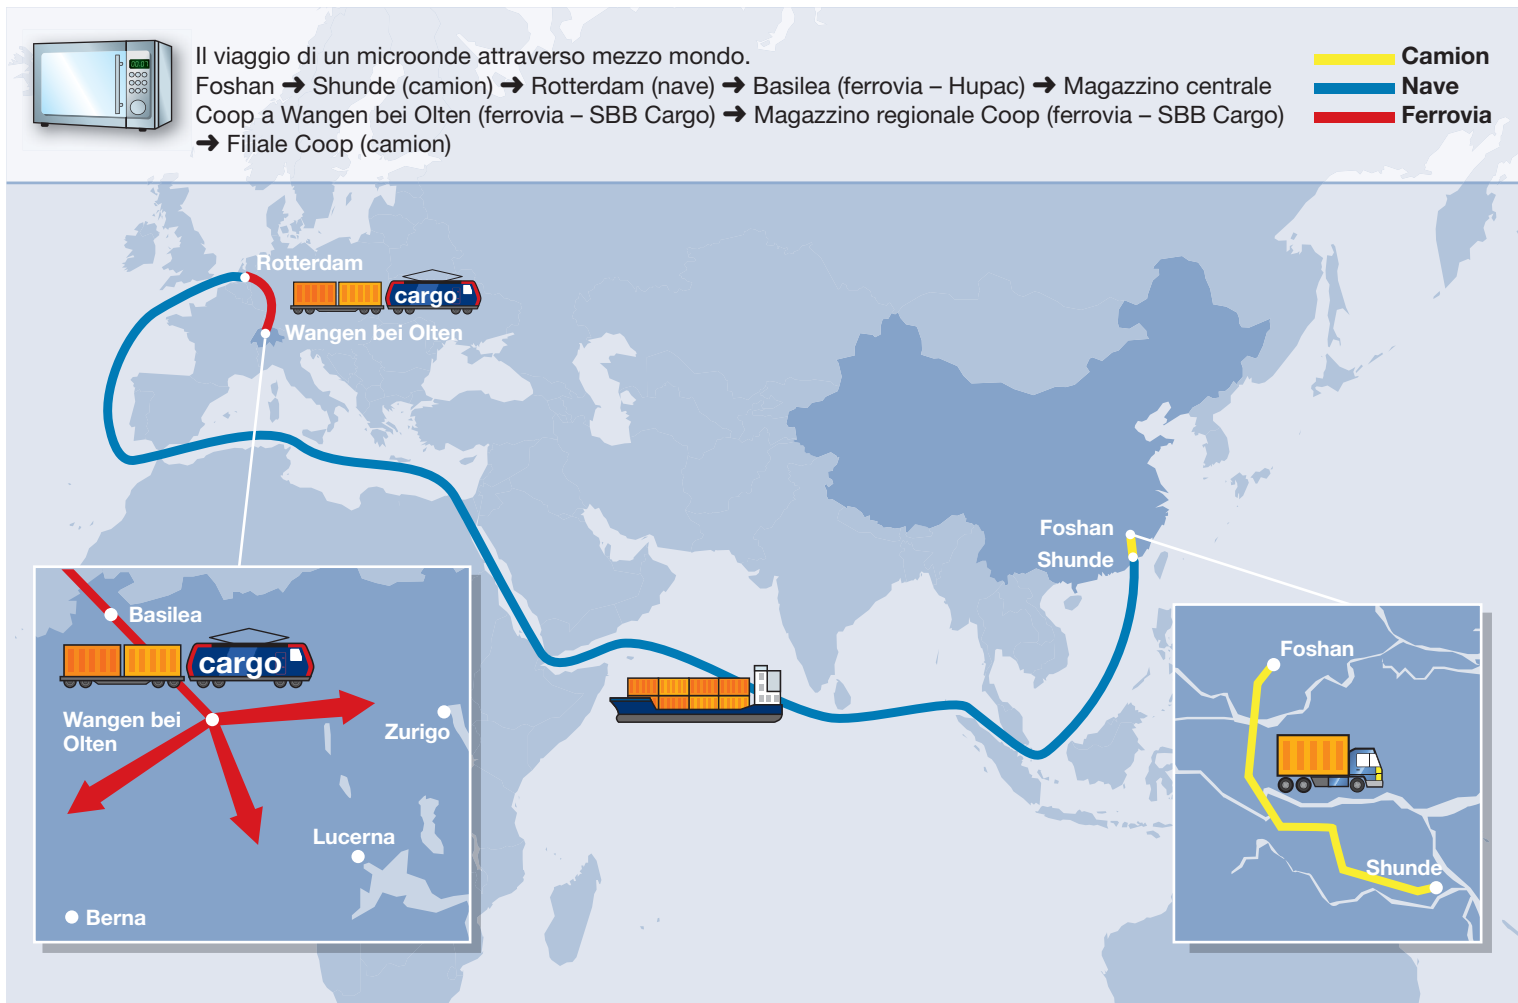 Il viaggio di un microonde attraverso mezzo mondo.
Foshan ➜ Shunde (camion) ➜ Rotterdam (nave) ➜ Basilea (ferrovia – Hupac) ➜ Magazzino centrale
Coop a Wangen bei Olten (ferrovia – SBB Cargo) ➜ Magazzino regionale Coop (ferrovia – SBB Cargo)
➜ Filiale Coop (camion)
Camion
Nave
Ferrovia
00:07
Rotterdam
cargo
Wangen bei Olten
Foshan
Shunde
Basilea
cargo
Wangen bei
Olten
Zurigo
Lucerna
Berna
Foshan
Shunde